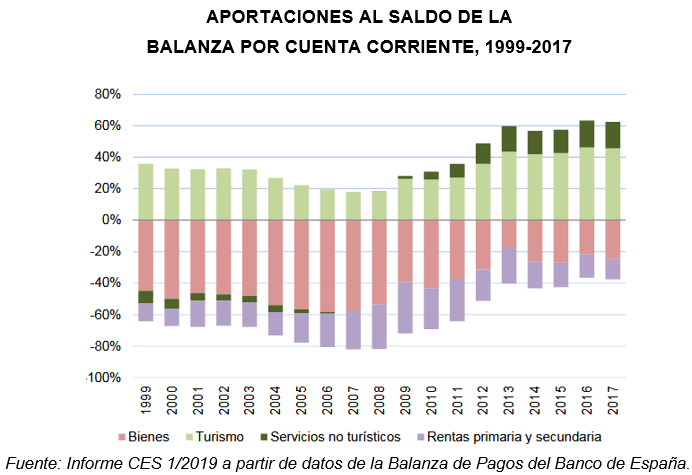 APORTACIONES AL SALDO DE LA
BALANZA POR CUENTA CORRIENTE, 1999-2017
80%
60%
40%
20%
0%
-20%
-40%
-60%
-80%
-100%
1999 2000 2001 2002 2003 2004 2005 2006 2007 2008 2009 2010 2011 2012 2013 2014 2015 2016 2017
Bienes Turismo Servicios no turísticos Rentas primaria y secundaria
Fuente: Informe CES 1/2019 a partir de datos de la Balanza de Pagos del Banco de España.